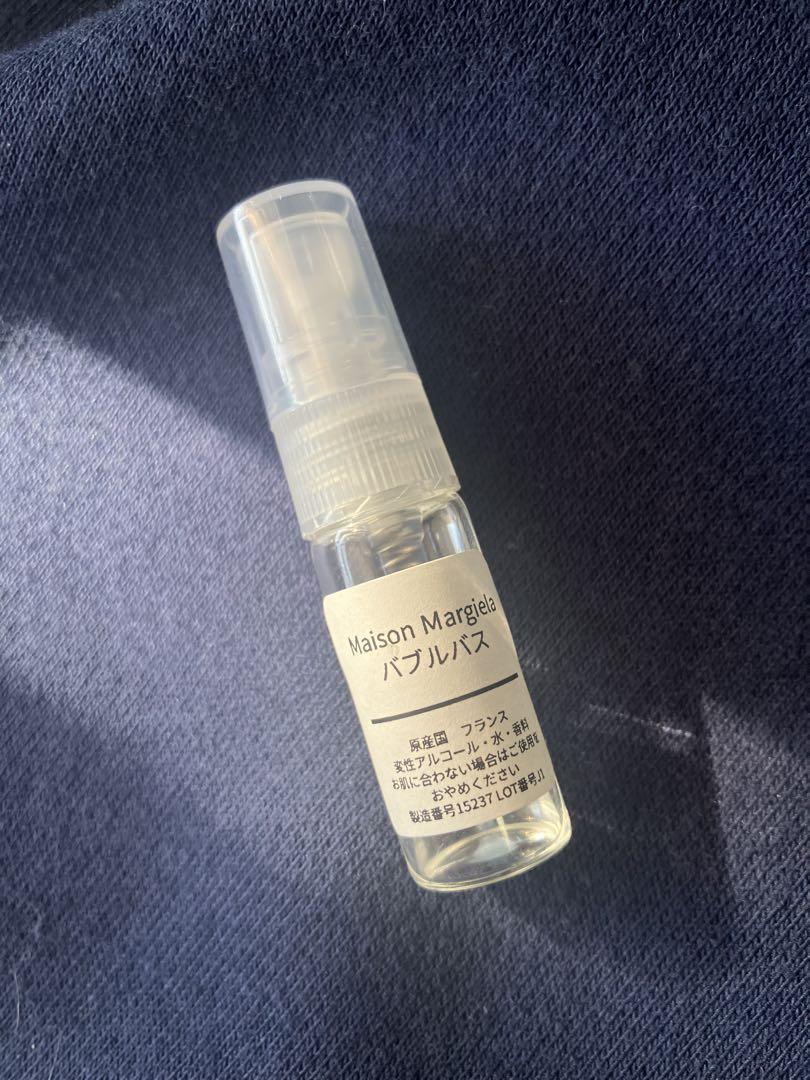 Maison Margiela
バブルバス
原産国　フランス
変性アルコール・水・香料
お肌に合わない場合はご使用を
おやめください
製造番号15237 LOT番号J1